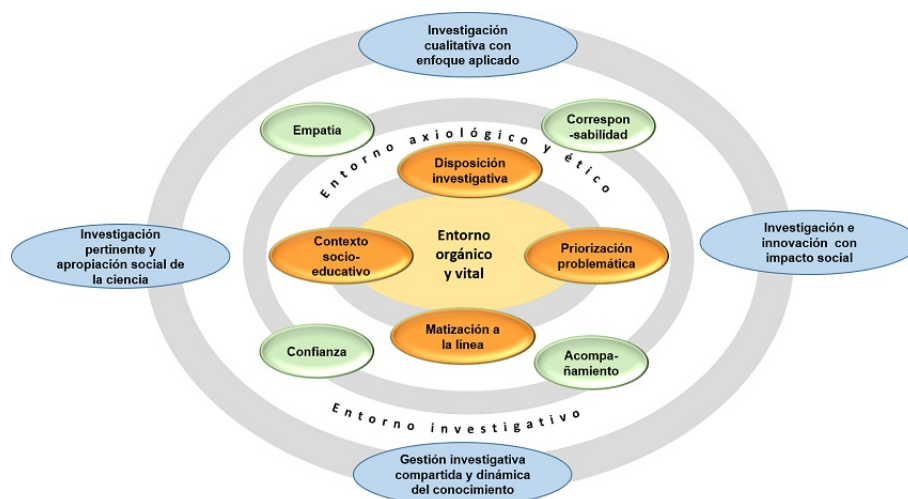 Investigación
cualitativa con
enfoque aplicado
Empatia
Correspon
-sabilidad
Entorno axiológico y ético
Disposición
investigativa
Investigación
pertinente y
apropiación social de
la ciencia
Contexto
socio-
educativo
Entorno
orgánico
y vital
Priorización
problemática
Investigación e
innovación con
impacto social
Matización a
la línea
Confianza
Acompa-
ñamiento
Entorno investigativo
Gestión investigativa
compartida y dinámica
del conocimiento